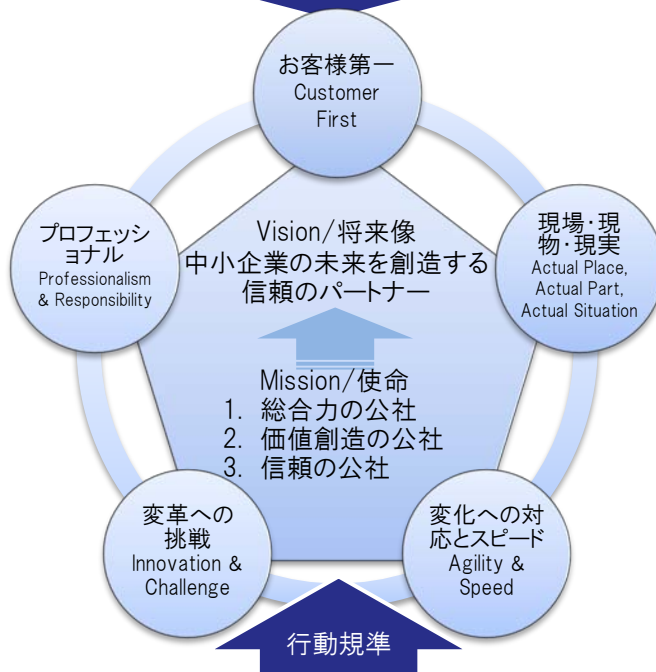 お客様第一
Customer
First
プロフェッシ
ョナル
Professionalism
& Responsibility
現場・現
物・現実
Actual Place,
Actual Part,
Actual Situation
Vision/将来像
中小企業の未来を創造する
信頼のパートナー
Mission/使命
1. 総合力の公社
2. 価値創造の公社
3. 信頼の公社
変革への
挑戦
Innovation &
Challenge
変化への対
応とスピード
Agility &
Speed
行動規準